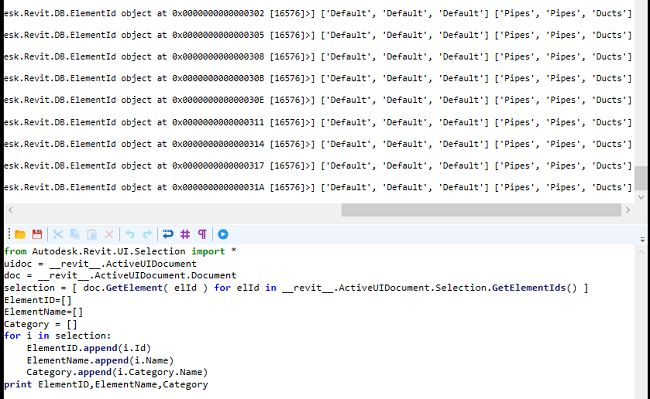 esk.Revit.DB.ElementId object at 0x0000000000000302 [16576]>] ['Default', 'Default', 'Default'] ['Pipes', 'Pipes', 'Ducts']
esk.Revit.DB.ElementId object at 0x0000000000000305 [16576]>] ['Default', 'Default', 'Default'] ['Pipes', 'Pipes', 'Ducts']
esk.Revit.DB.ElementId object at 0x0000000000000308 [16576]>] ['Default', 'Default', 'Default'] ['Pipes', 'Pipes', 'Ducts']
esk.Revit.DB.ElementId object at 0x000000000000030B [16576]>] ['Default', 'Default', 'Default'] ['Pipes', 'Pipes', 'Ducts']
esk.Revit.DB.ElementId object at 0x000000000000030E [16576]>] ['Default', 'Default', 'Default'] ['Pipes', 'Pipes', 'Ducts']
esk.Revit.DB.ElementId object at 0x0000000000000311 [16576]>] ['Default', 'Default', 'Default'] ['Pipes', 'Pipes', 'Ducts']
esk.Revit.DB.ElementId object at 0x0000000000000314 [16576]>] ['Default', 'Default', 'Default'] ['Pipes', 'Pipes', 'Ducts']
esk.Revit.DB.ElementId object at 0x0000000000000317 [16576]>] ['Default', 'Default', 'Default'] ['Pipes', 'Pipes', 'Ducts']
esk.Revit.DB.ElementId object at 0x000000000000031A [16576]>] ['Default', 'Default', 'Default'] ['Pipes', 'Pipes', 'Ducts']
from Autodesk.Revit.UI.Selection import *
uidoc = __revit__.ActiveUIDocument
doc = __revit__.ActiveUIDocument.Document
selection = [ doc.GetElement( elId ) for elId in __revit__.ActiveUIDocument.Selection.GetElementIds() ]
ElementID=[]
ElementName=[]
Category = []
for i in selection:
    ElementID.append(i.Id)
    ElementName.append(i.Name)
    Category.append(i.Category.Name)
print ElementID,ElementName,Category